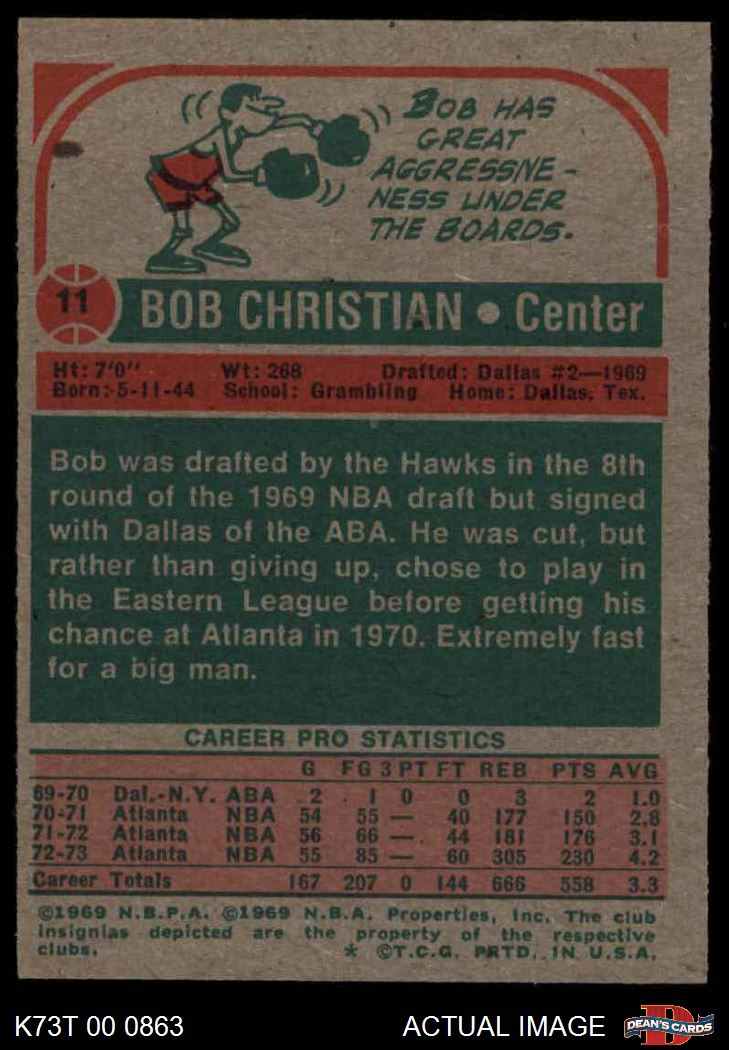 BOB HAS
GREAT
AGGRESSIVE-
NESS UNDER
THE BOARDS.
11 BOB CHRISTIAN • Center
Ht: 7'0" Wt: 268 Drafted: Dallas #2—1969
Born:-5-11-44 School: Grambling Home: Dallas, Tex.
Bob was drafted by the Hawks in the 8th
round of the 1969 NBA draft but signed
with Dallas of the ABA. He was cut, but
rather than giving up, chose to play in
the Eastern League before getting his
chance at Atlanta in 1970. Extremely fast
for a big man.
CAREER PRO STATISTICS
G FG 3 PT FT REB PTS AVG
69-70 Dal.-N.Y. ABA 2 1 0 0 3 2 1.0
70-71 Atlanta NBA 54 55 — 40 177 150 2.8
71-72 Atlanta NBA 56 66 — 44 181 176 3.1
72-73 Atlanta NBA 55 85 — 60 305 230 4.2
Career Totals 167 207 0 144 666 558 3.3
©1969 N.B.P.A. ©1969 N.B.A. Properties, Inc. The club
insignias depicted are the property of the respective
clubs. * ©T.C.G. PRTD. IN U.S.A.
K73T 00 0863 ACTUAL IMAGE D DEAN'S CARDS